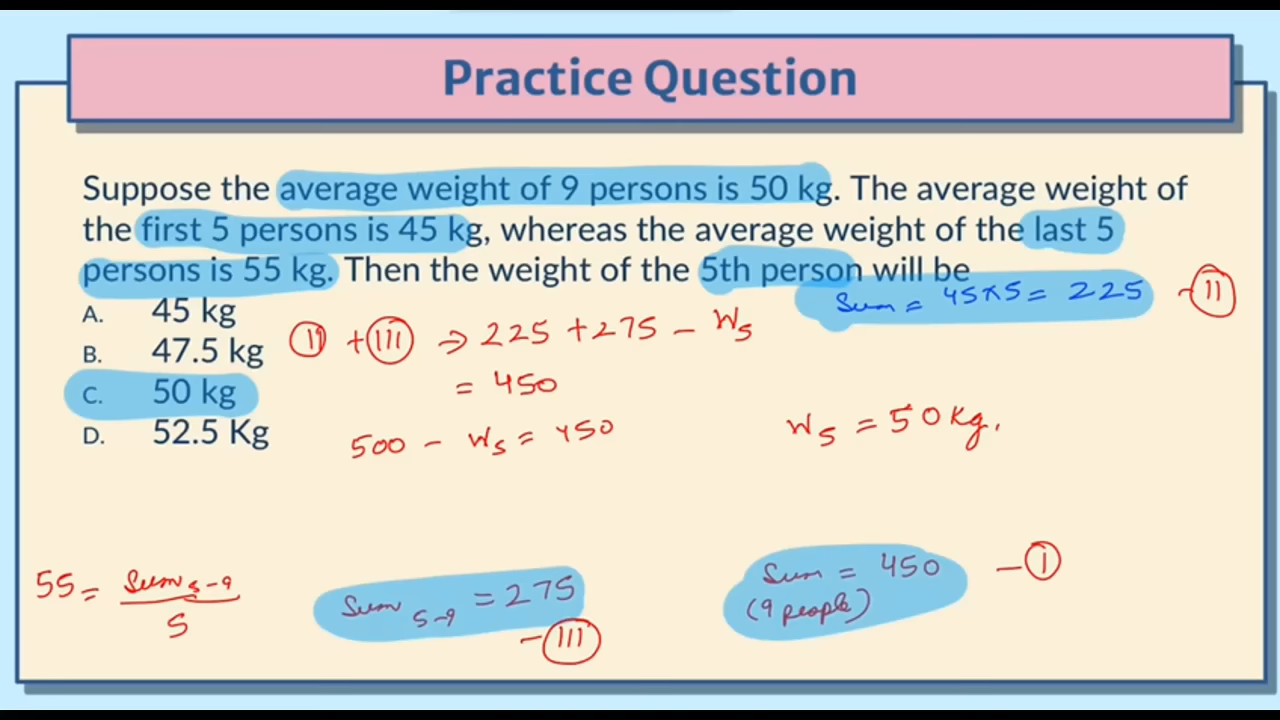 Practice Question
Suppose the average weight of 9 persons is 50 kg. The average weight of
the first 5 persons is 45 kg, whereas the average weight of the last 5
persons is 55 kg. Then the weight of the 5th person will be
Sum = 45×5 = 225 - II
A. 45 kg
B. 47.5 kg
C. 50 kg
D. 52.5 Kg
II + III ⇒ 225 + 275 - W5
= 450
500 - W5 = 450
W5 = 50 kg.
55 = Sum5-9
5
Sum5-9 = 275
- III
Sum = 450 - I
(9 people)